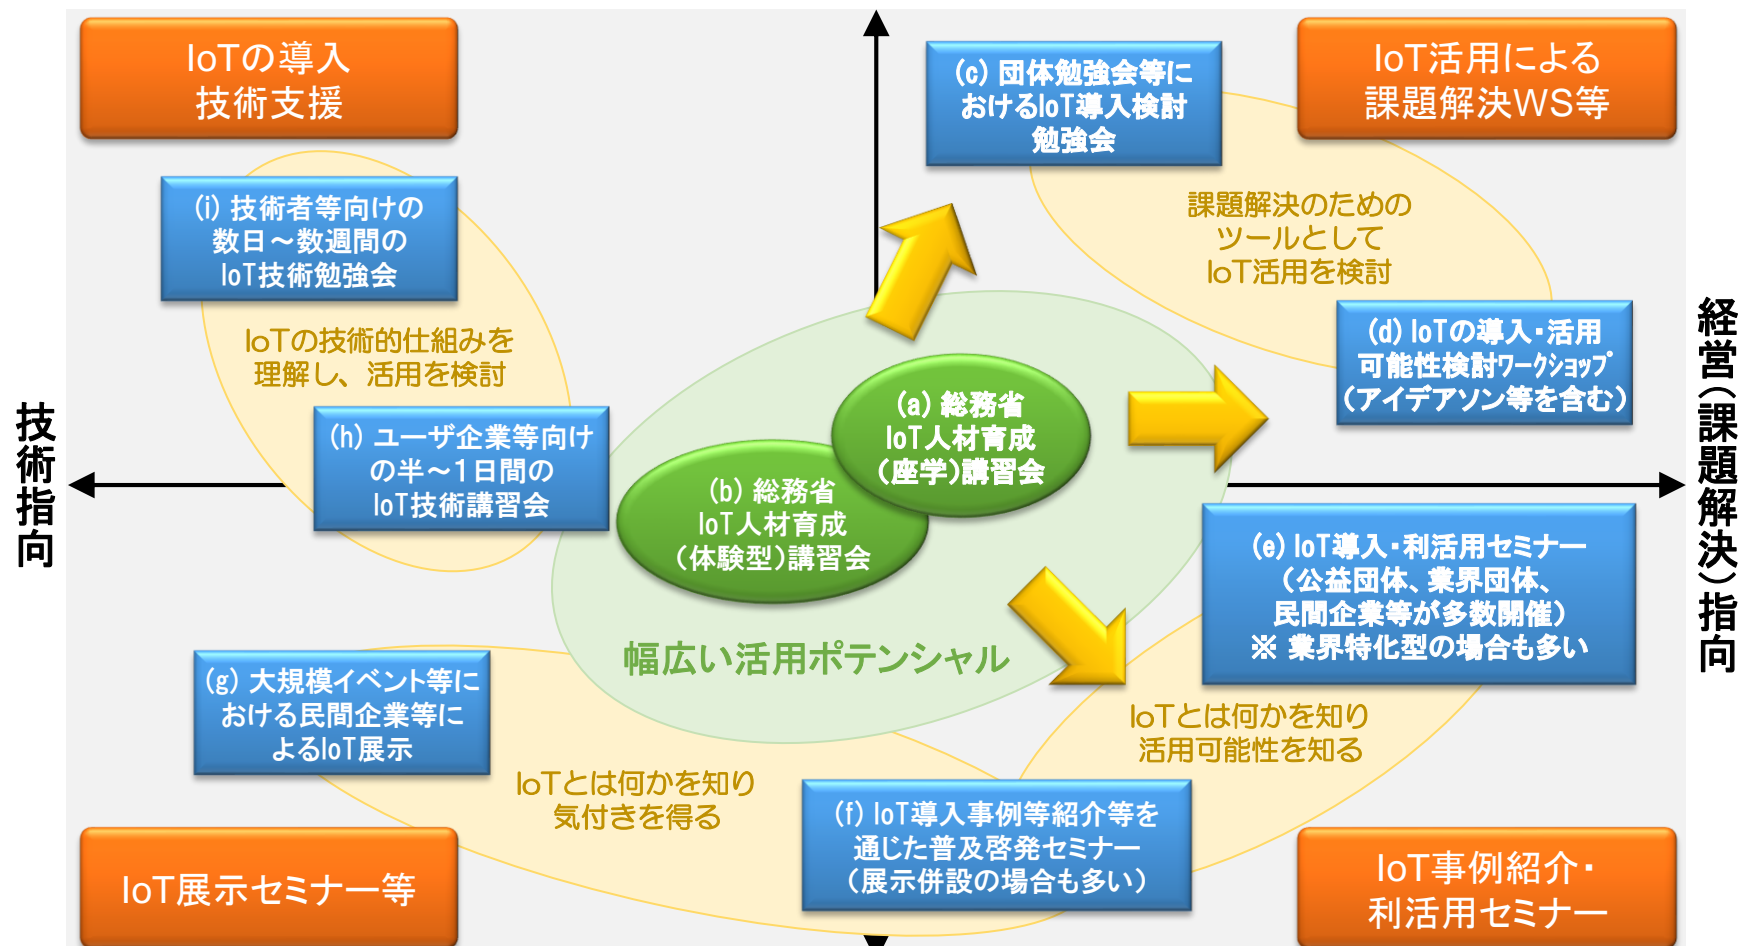 IoTの導入
技術支援
(c) 団体勉強会等に
おけるIoT導入検討
勉強会
IoT活用による
課題解決WS等
(i) 技術者等向けの
数日～数週間の
IoT技術勉強会
課題解決のための
ツールとして
IoT活用を検討
IoTの技術的仕組みを
理解し、活用を検討
(d) IoTの導入・活用
可能性検討ﾜｰｸｼｮｯﾌﾟ
（アイデアソン等を含む）
技術指向
経営（課題解決）指向
(h) ユーザ企業等向け
の半～１日間の
IoT技術講習会
(a) 総務省
IoT人材育成
（座学）講習会
(b) 総務省
IoT人材育成
（体験型）講習会
(e) IoT導入・利活用セミナー
（公益団体、業界団体、
民間企業等が多数開催）
※ 業界特化型の場合も多い
幅広い活用ポテンシャル
(g) 大規模イベント等に
おける民間企業等に
よるIoT展示
IoTとは何かを知り
活用可能性を知る
IoTとは何かを知り
気付きを得る
(f) IoT導入事例等紹介等を
通じた普及啓発セミナー
（展示併設の場合も多い）
IoT展示セミナー等
IoT事例紹介・
利活用セミナー